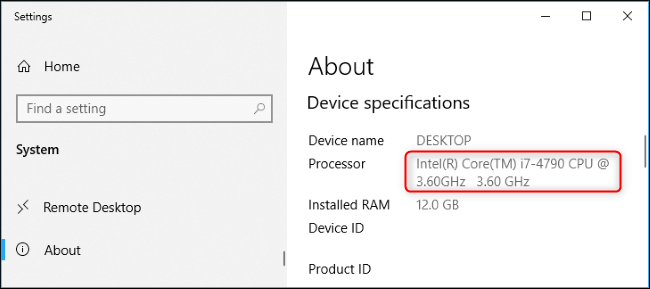 Settings
Home
Find a setting
System
Remote Desktop
About
About
Device specifications
Device name DESKTOP
Processor Intel(R) Core(TM) i7-4790 CPU @
3.60GHz 3.60 GHz
Installed RAM 12.0 GB
Device ID
Product ID